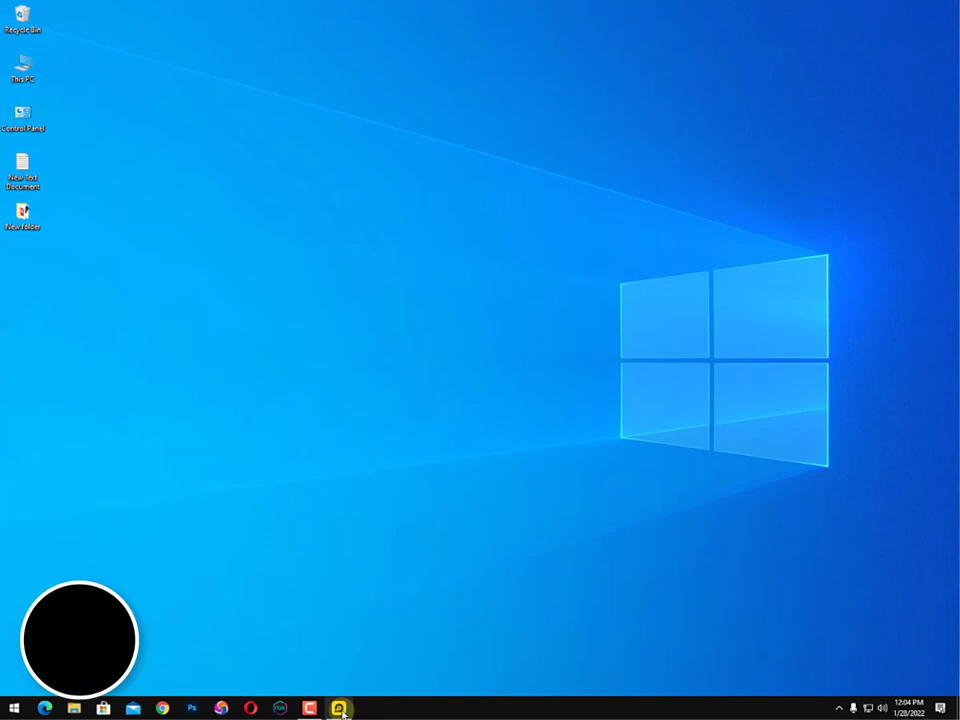 Recycle Bin
This PC
Control Panel
New Text
Document
New folder
Ps
12:04 PM
1/28/2022